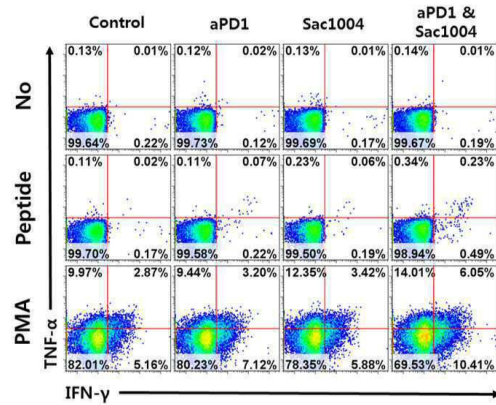 Control aPD1 Sac1004 aPD1 &
Sac1004
No
0.13% 0.01% 0.12% 0.02% 0.13% 0.01% 0.14% 0.01%
99.64% 0.22% 99.73% 0.12% 99.69% 0.17% 99.67% 0.19%
Peptide
0.11% 0.02% 0.11% 0.07% 0.23% 0.06% 0.34% 0.23%
99.70% 0.17% 99.58% 0.22% 99.50% 0.19% 98.94% 0.49%
PMA
9.97% 2.87% 9.44% 3.20% 12.35% 3.42% 14.01% 6.05%
82.01% 5.16% 80.23% 7.12% 78.35% 5.88% 69.53% 10.41%
TNF-α
IFN-γ